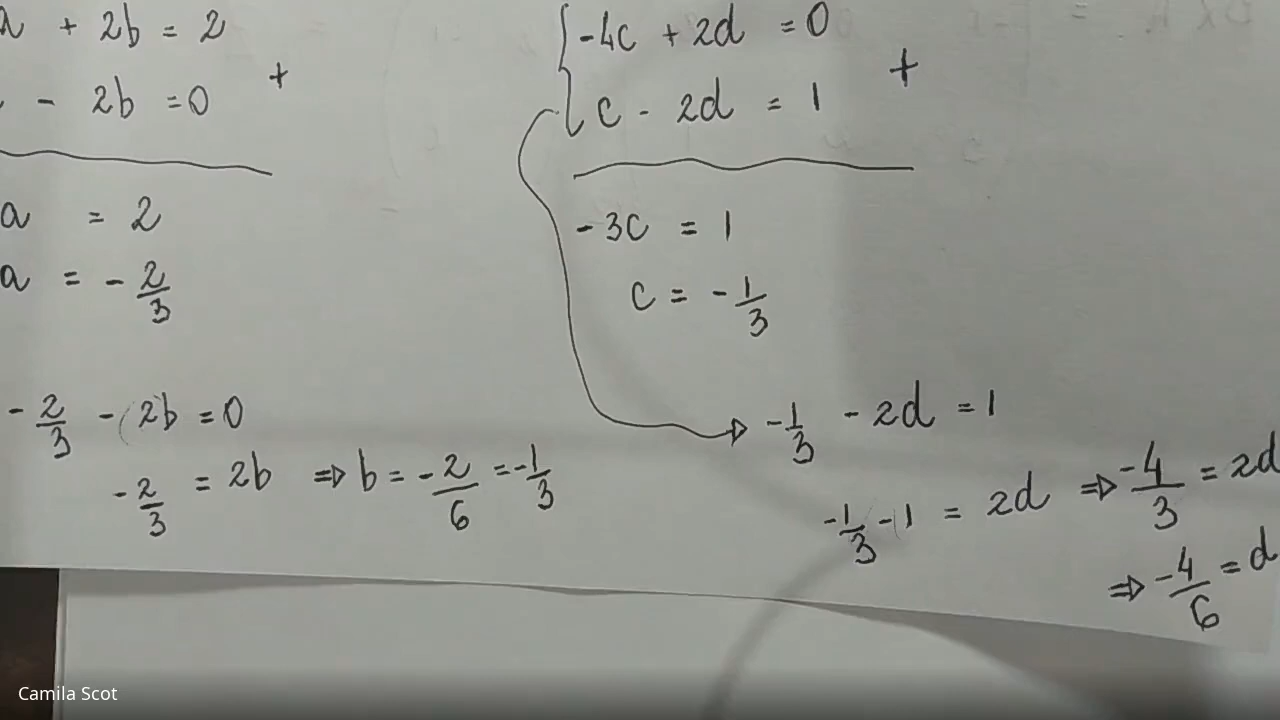 a + 2b = 2
- 2b = 0 +
a = 2
a = - 2/3
- 2/3 - 2b = 0
- 2/3 = 2b ⇒ b = - 2/6 = - 1/3
-4c + 2d = 0
c - 2d = 1 +
-3c = 1
c = - 1/3
- 1/3 - 2d = 1
- 1/3 - 1 = 2d ⇒ - 4/3 = 2d
⇒ - 4/6 = d
Camila Scot